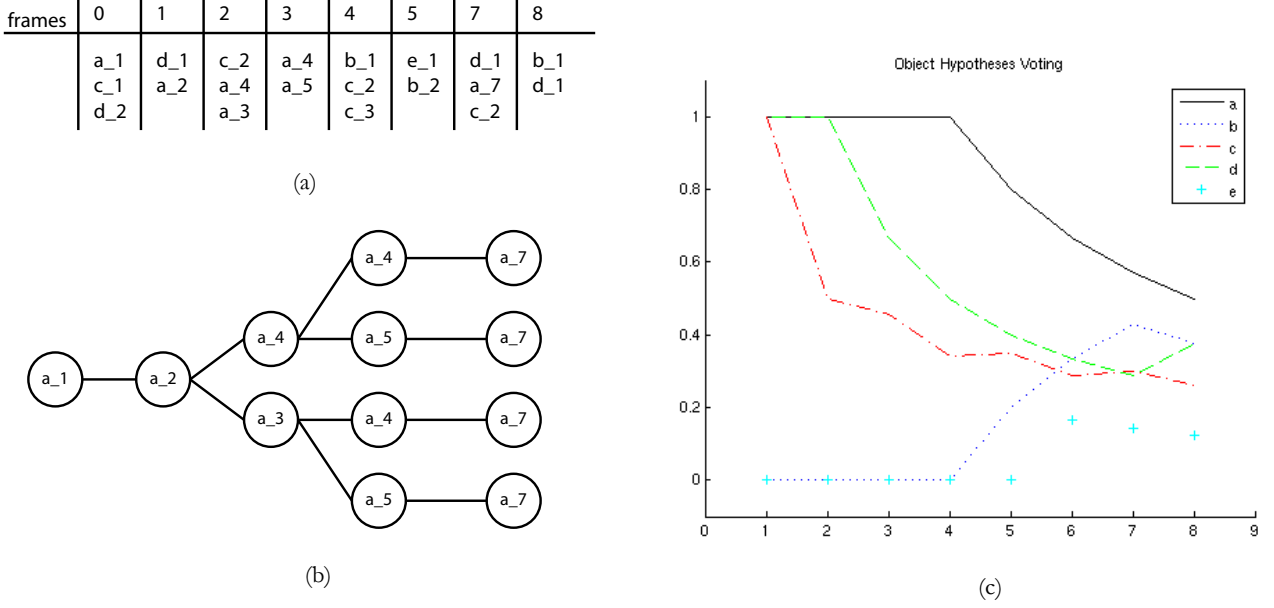 frames 0 1 2 3 4 5 7 8
a_1 d_1 c_2 a_4 b_1 e_1 d_1 b_1
c_1 a_2 a_4 a_5 c_2 b_2 a_7 d_1
d_2 a_3 c_3 c_2
(a)
a_4 a_7
a_4 a_5 a_7
a_1 a_2
a_3 a_4 a_7
a_5 a_7
(b)
Object Hypotheses Voting
a
b
c
d
e
1
0.8
0.6
0.4
0.2
0
0 1 2 3 4 5 6 7 8 9
(c)